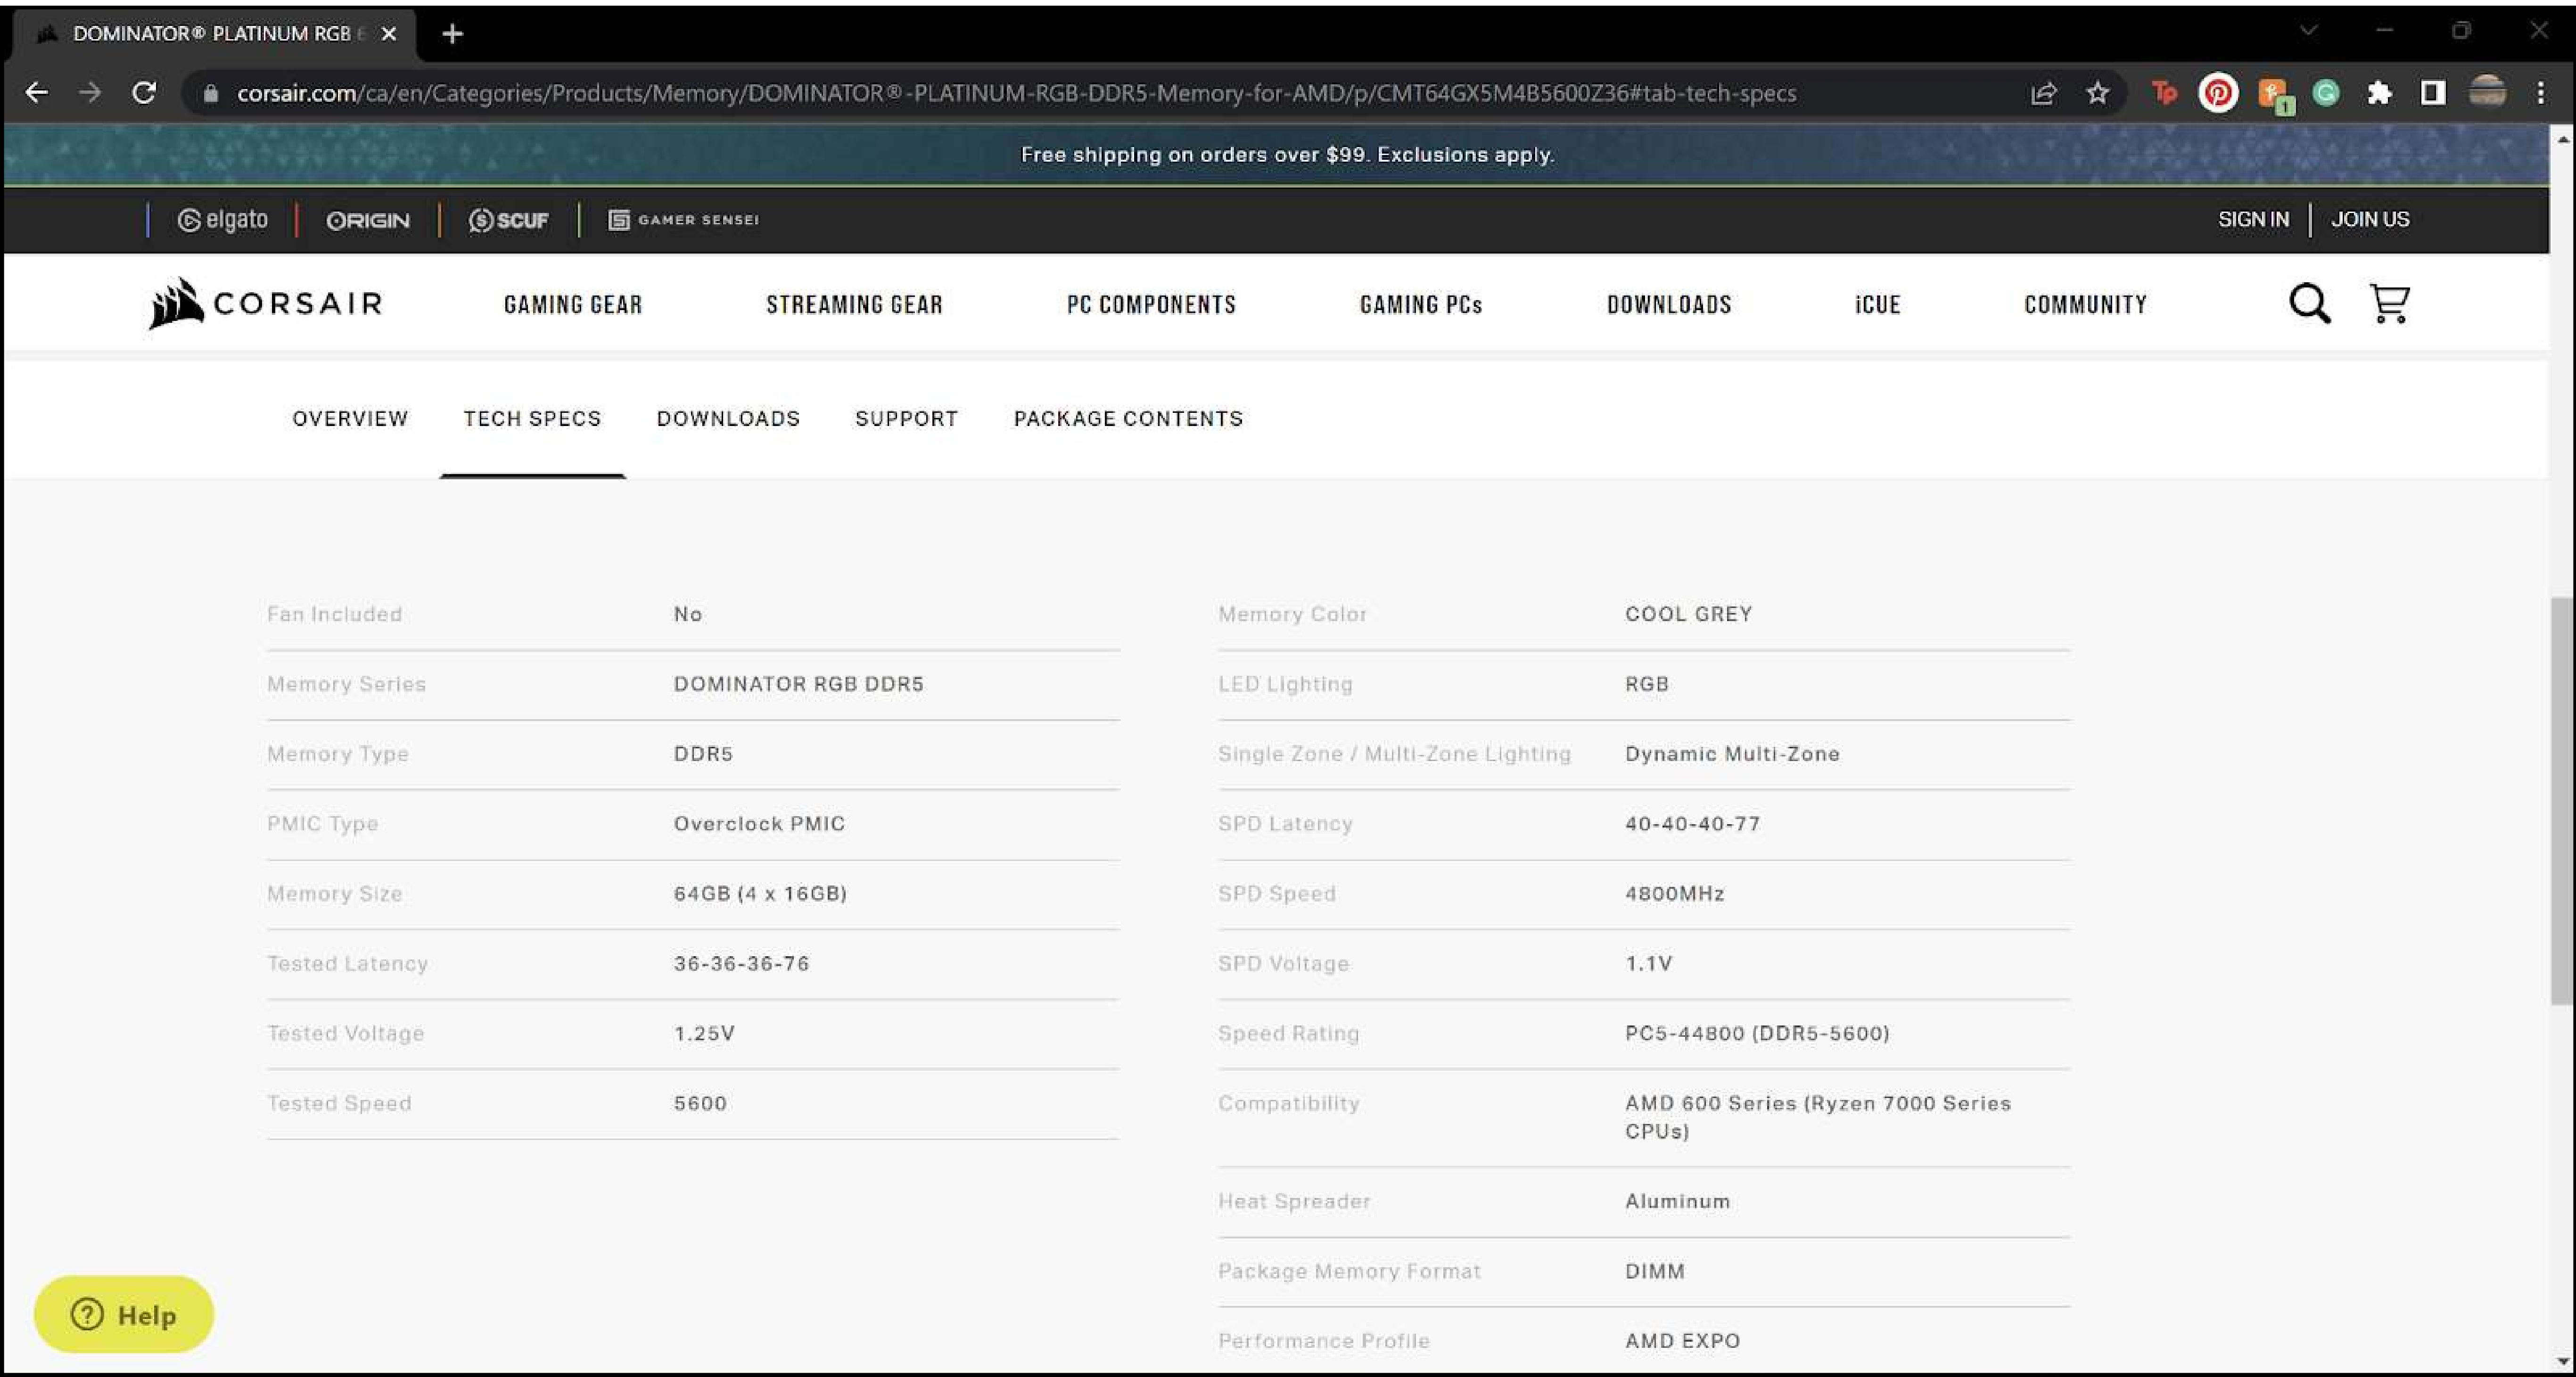 DOMINATOR® PLATINUM RGB
corsair.com/ca/en/Categories/Products/Memory/DOMINATOR®-PLATINUM-RGB-DDR5-Memory-for-AMD/p/CMT64GX5M4B5600Z36#tab-tech-specs
Tp
1
Free shipping on orders over $99. Exclusions apply.
elgato ORIGIN SCUF GAMER SENSEI SIGN IN JOIN US
CORSAIR GAMING GEAR STREAMING GEAR PC COMPONENTS GAMING PCs DOWNLOADS iCUE COMMUNITY
OVERVIEW TECH SPECS DOWNLOADS SUPPORT PACKAGE CONTENTS
Fan Included No
Memory Series DOMINATOR RGB DDR5
Memory Type DDR5
PMIC Type Overclock PMIC
Memory Size 64GB (4 x 16GB)
Tested Latency 36-36-36-76
Tested Voltage 1.25V
Tested Speed 5600
Memory Color COOL GREY
LED Lighting RGB
Single Zone / Multi-Zone Lighting Dynamic Multi-Zone
SPD Latency 40-40-40-77
SPD Speed 4800MHz
SPD Voltage 1.1V
Speed Rating PC5-44800 (DDR5-5600)
Compatibility AMD 600 Series (Ryzen 7000 Series
CPUs)
Heat Spreader Aluminum
Package Memory Format DIMM
Performance Profile AMD EXPO
Help